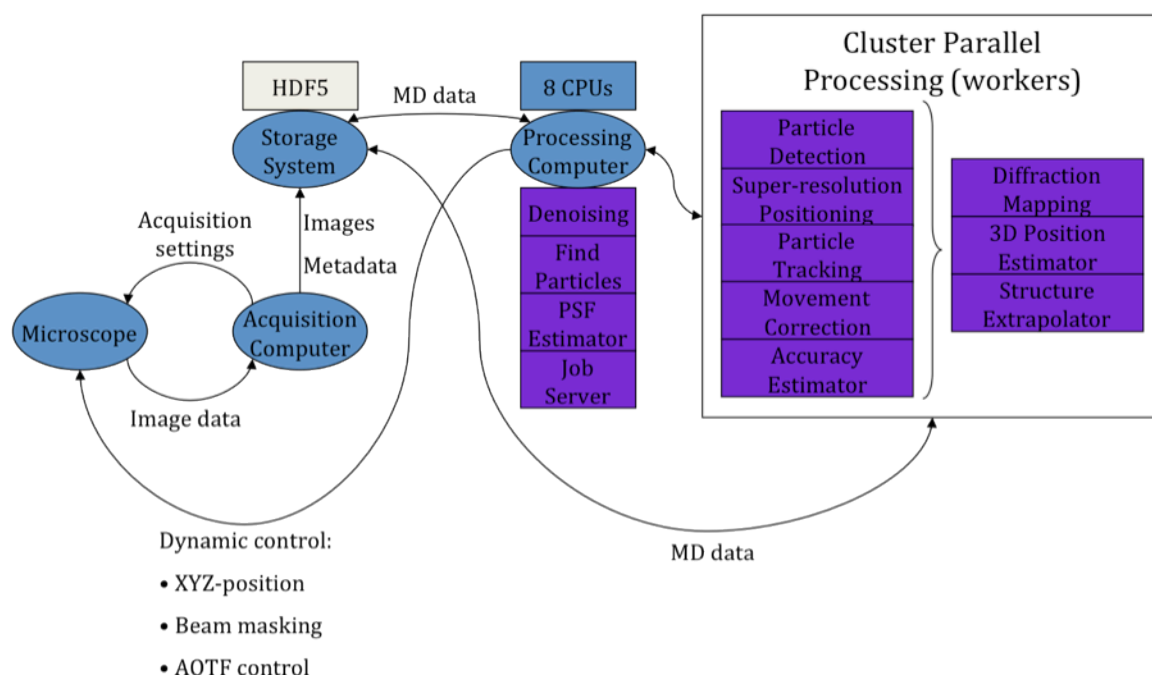 Cluster Parallel
Processing (workers)
HDF5
MD data
8 CPUs
Storage
System
Processing
Computer
Particle
Detection
Super-resolution
Positioning
Particle
Tracking
Movement
Correction
Accuracy
Estimator
Diffraction
Mapping
3D Position
Estimator
Structure
Extrapolator
Denoising
Find
Particles
PSF
Estimator
Job
Server
Acquisition
settings
Images
Metadata
Microscope
Acquisition
Computer
Image data
Dynamic control:
• XYZ-position
• Beam masking
• AOTF control
MD data